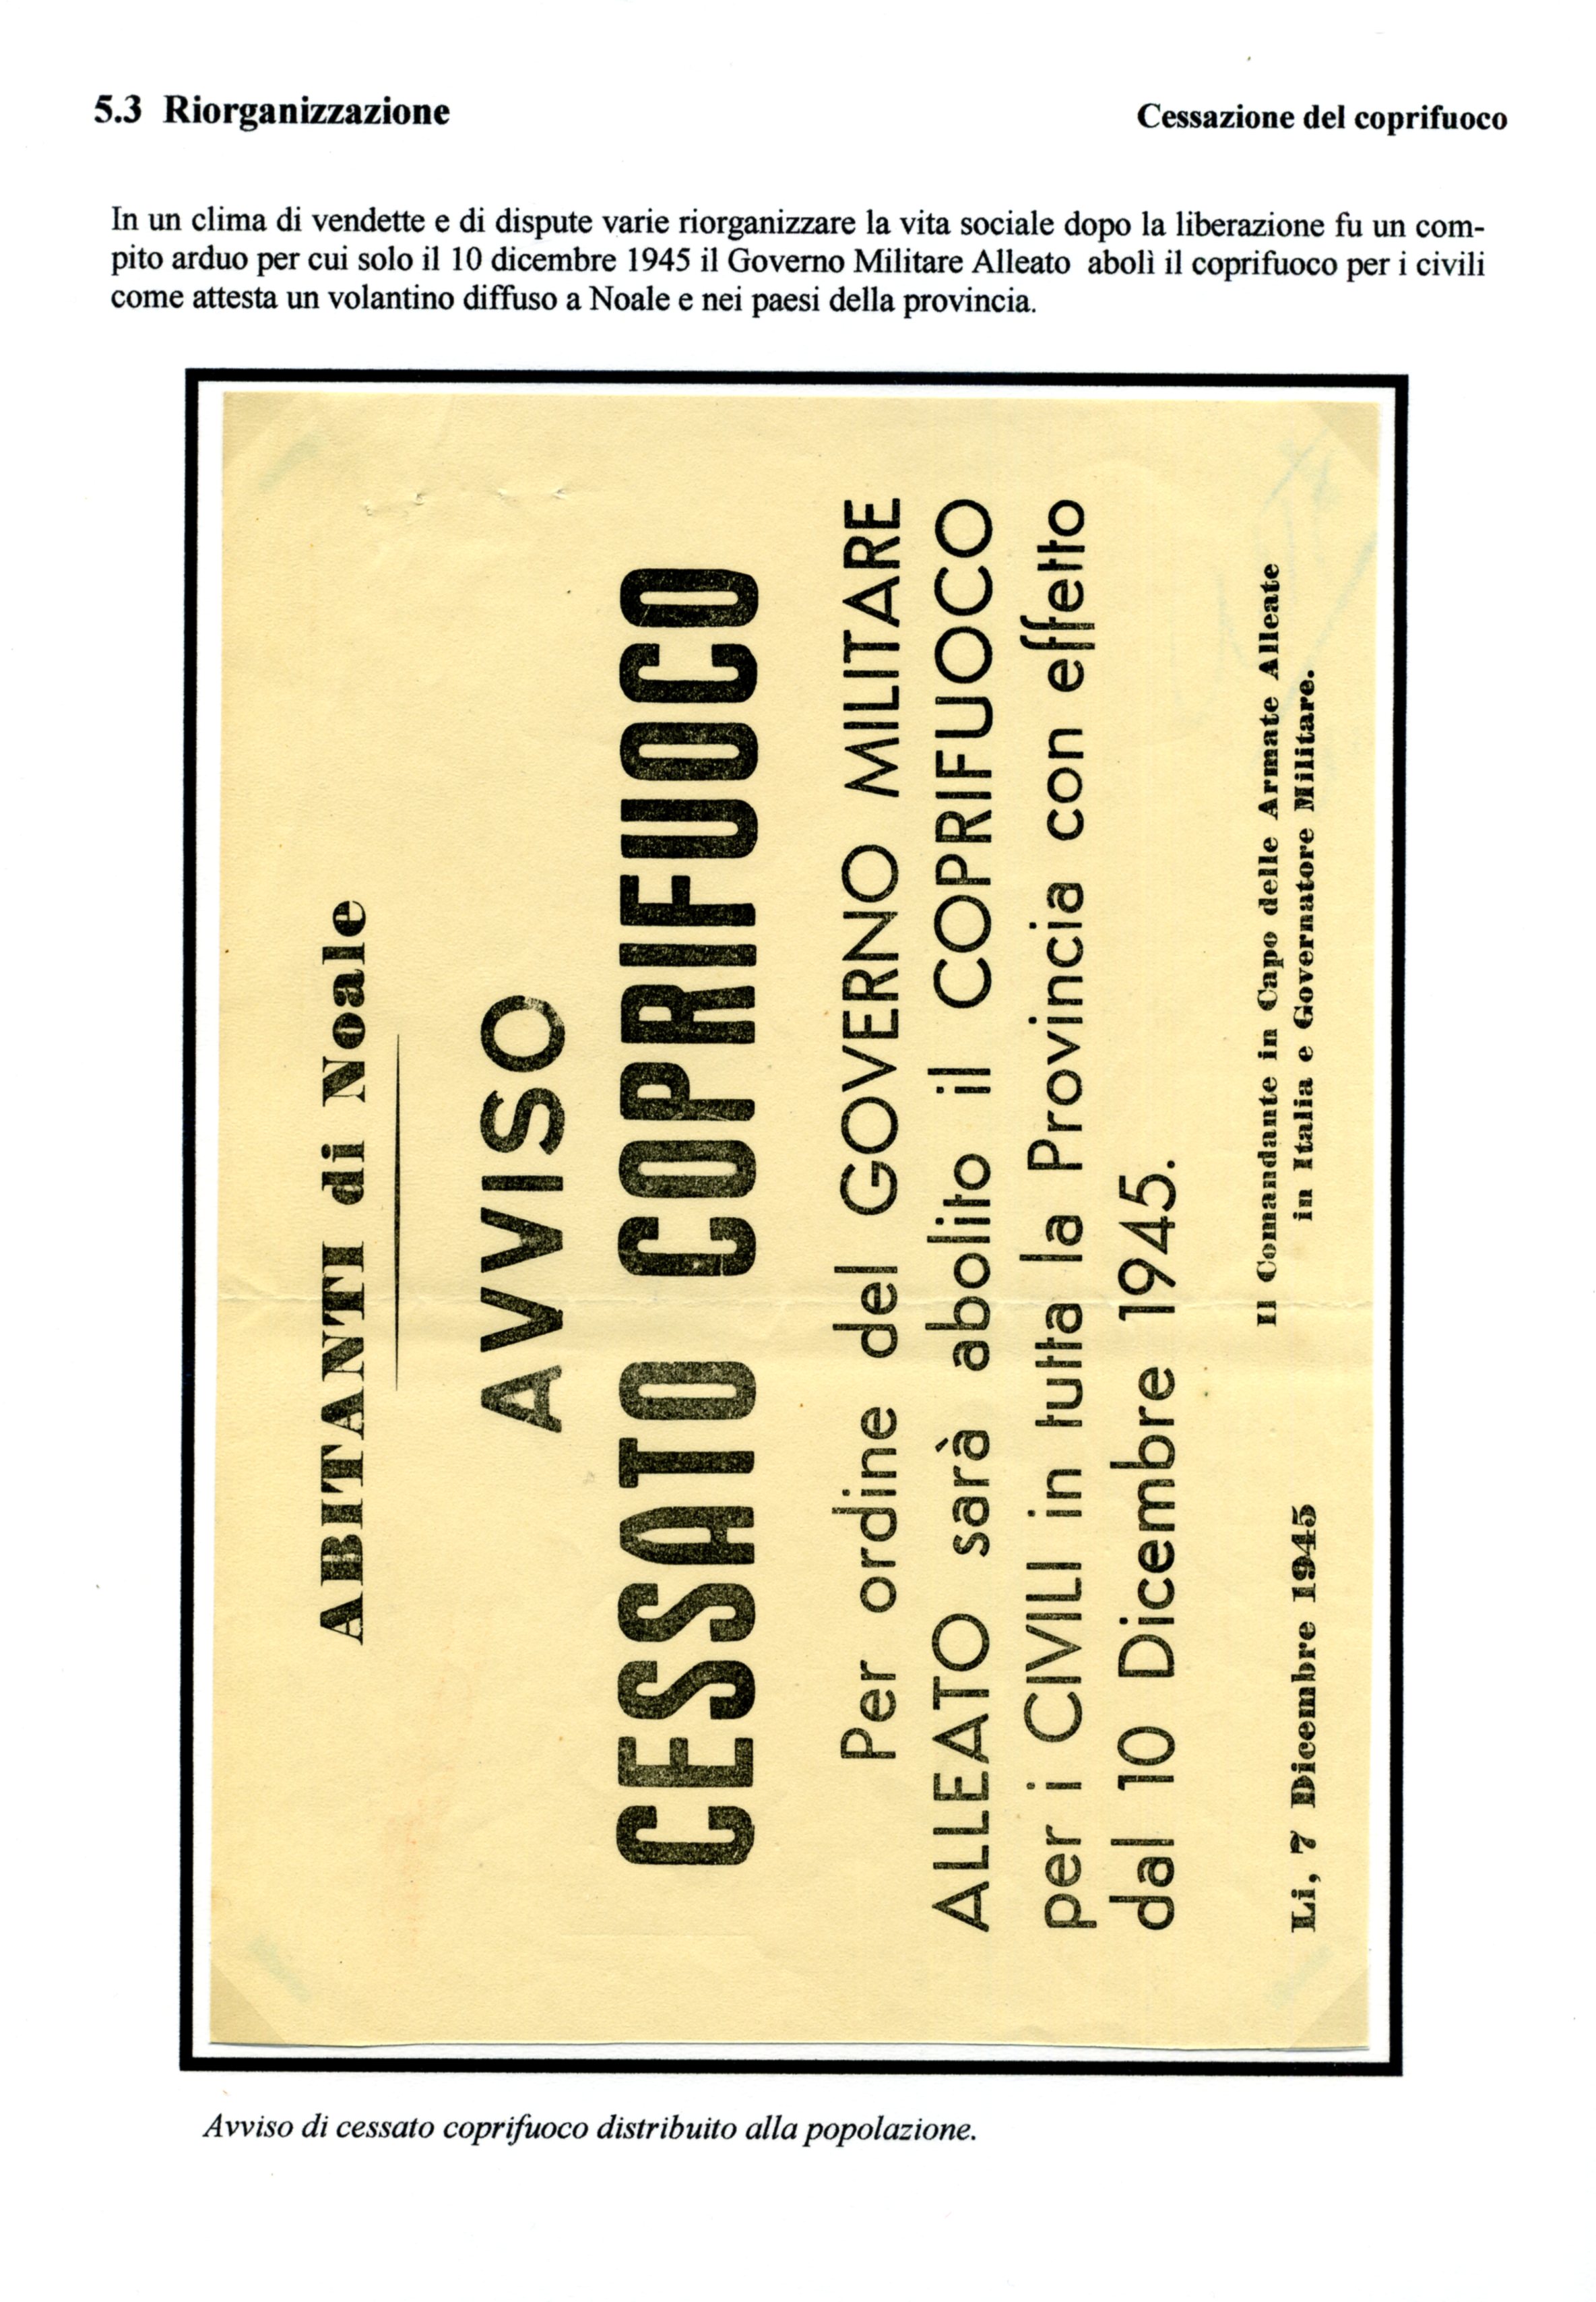 5.3 Riorganizzazione
Cessazione del coprifuoco
In un clima di vendette e di dispute varie riorganizzare la vita sociale dopo la liberazione fu un com-
pito arduo per cui solo il 10 dicembre 1945 il Governo Militare Alleato abolì il coprifuoco per i civili
come attesta un volantino diffuso a Noale e nei paesi della provincia.
ABITANTI di Noale
AVVISO
CESSATO COPRIFUOCO
Per ordine del GOVERNO MILITARE
ALLEATO sarà abolito il COPRIFUOCO
per i CIVILI in tutta la Provincia con effetto
dal 10 Dicembre 1945.
Il Comandante in Capo delle Armate Alleate
in Italia e Governatore Militare.
Li, 7 Dicembre 1945
Avviso di cessato coprifuoco distribuito alla popolazione.